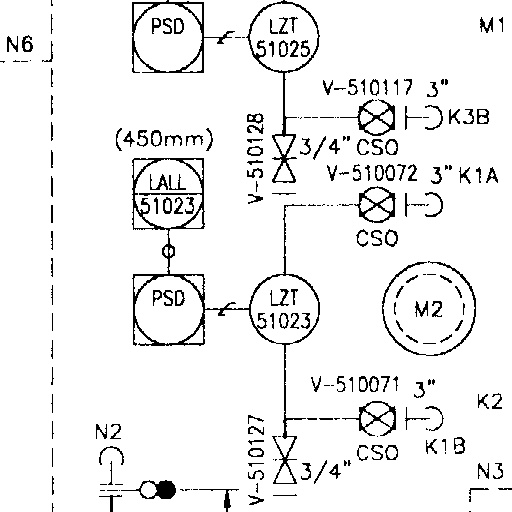 PSD
LZT
51025
M1
N6
V-510117 3"
K3B
V-510128
3/4"
CSO
(450mm)
LALL
51023
V-510072 3" K1A
CSO
PSD
LZT
51023
M2
V-510071 3"
K2
CSO
K1B
V-510127
3/4"
N2
N3